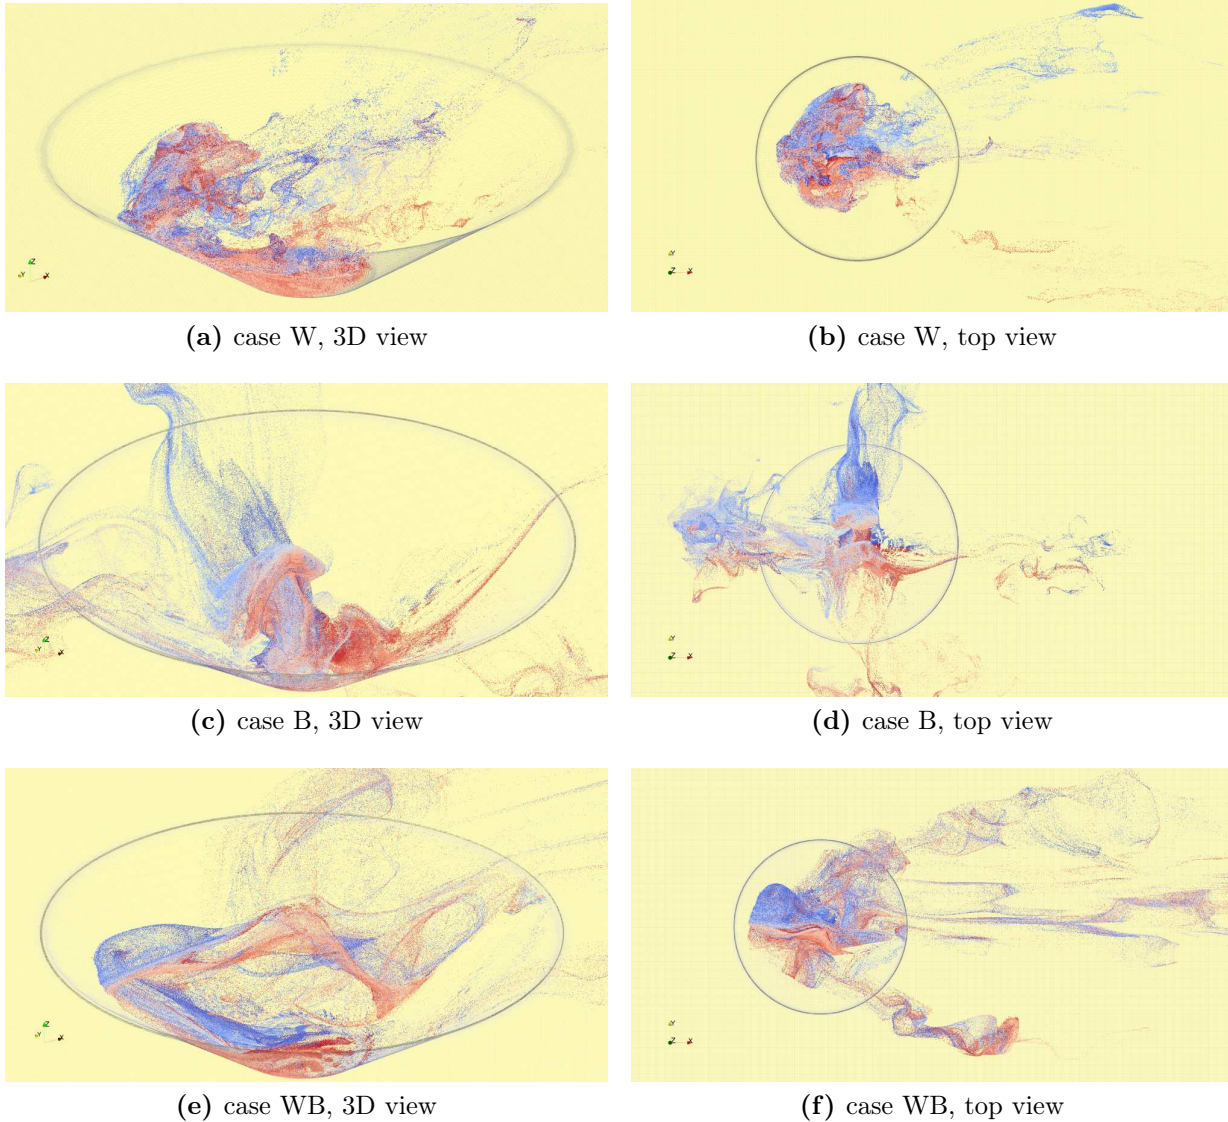 (a) case W, 3D view
(b) case W, top view
(c) case B, 3D view
(d) case B, top view
(e) case WB, 3D view
(f) case WB, top view